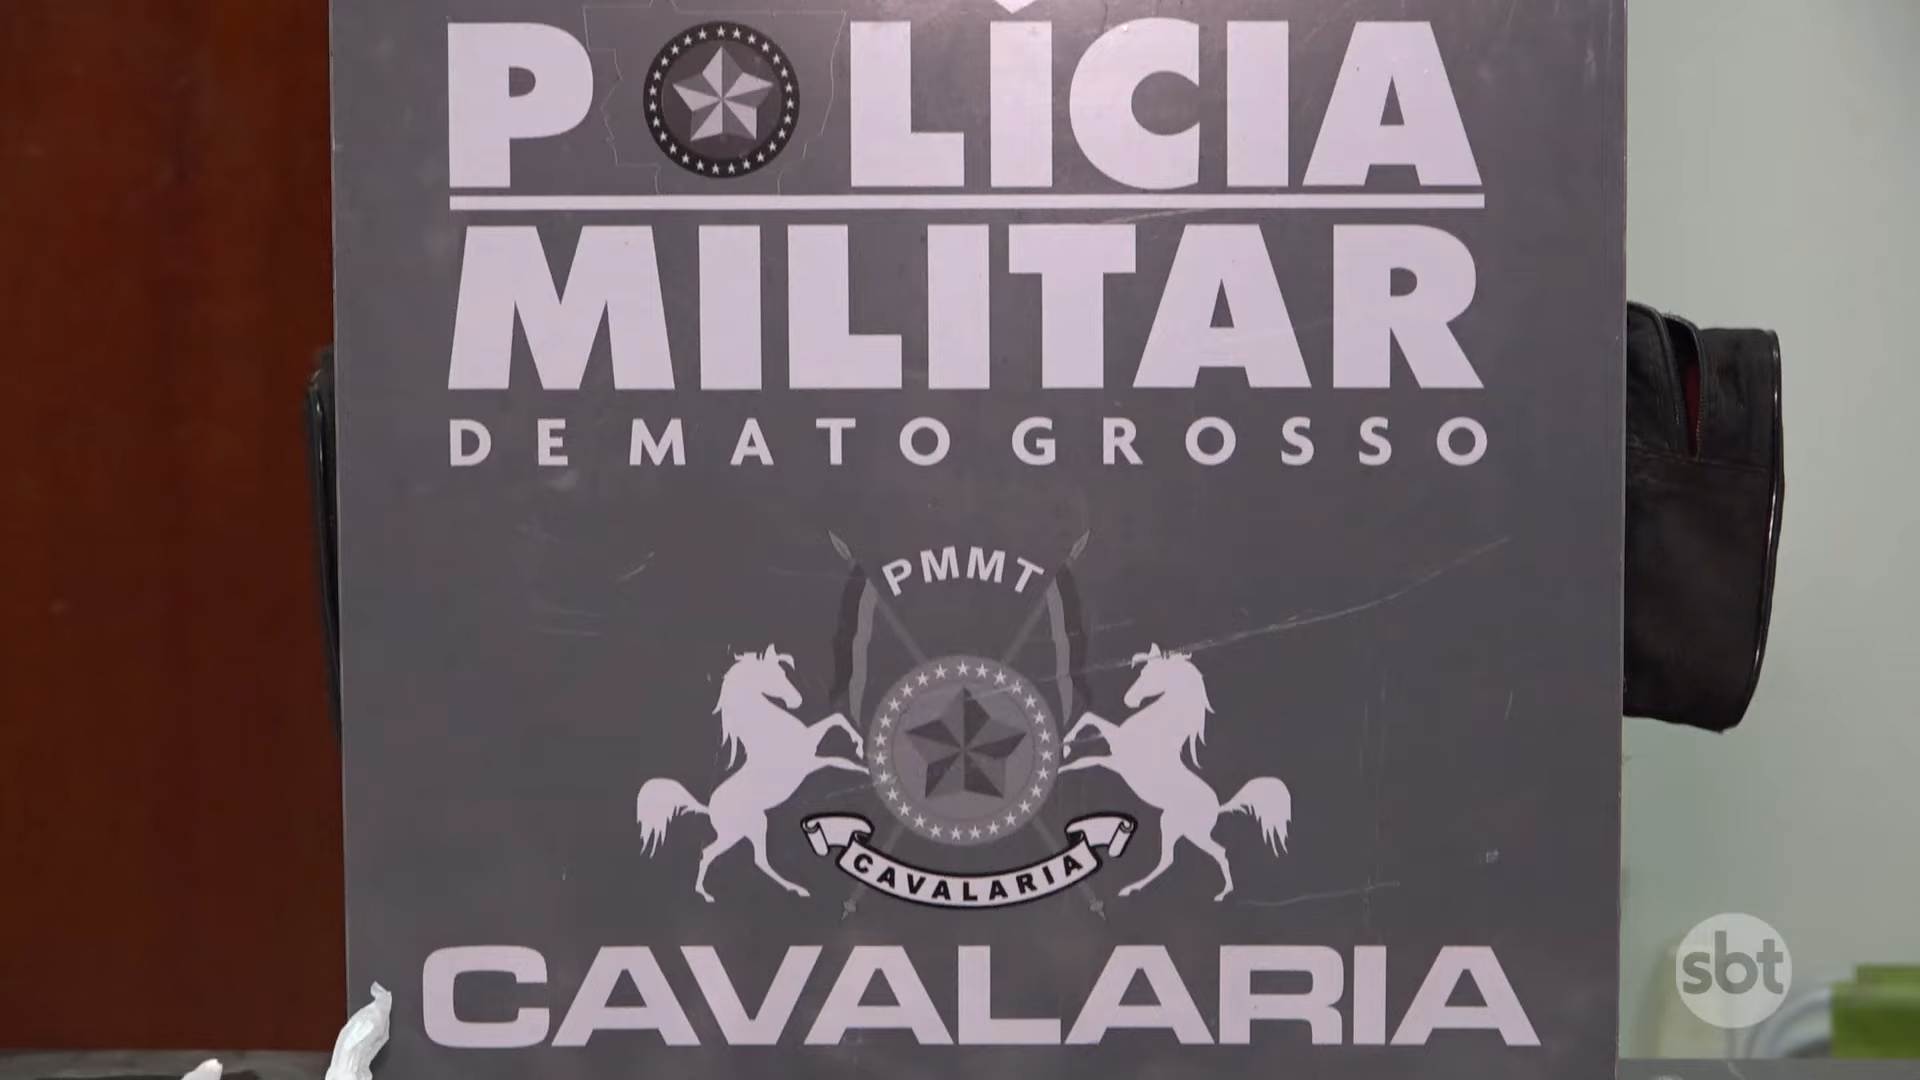 POLÍCIA
MILITAR
DE MATO GROSSO
PMMT
CAVALARIA
CAVALARIA
sbt